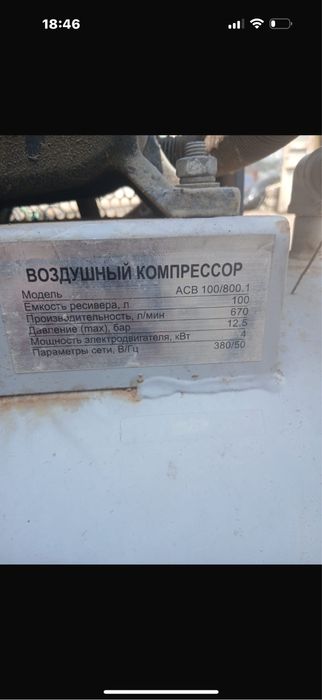 18:46
ВОЗДУШНЫЙ КОМПРЕССОР
Модель АСВ 100/800.1
Емкость ресивера, л 100
Производительность, л/мин 670
Давление (max), бар 12.5
Мощность электродвигателя, кВт 4
Параметры сети, В/Гц 380/50